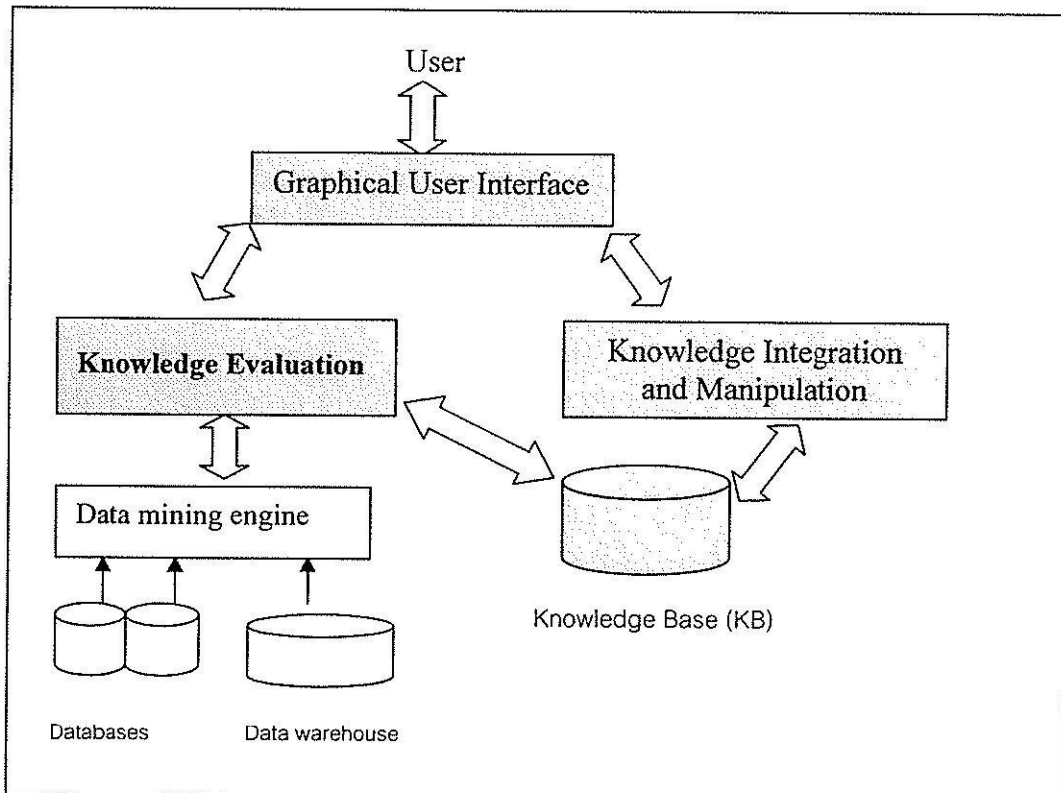 User
Graphical User Interface
Knowledge Evaluation
Knowledge Integration
and Manipulation
Data mining engine
Knowledge Base (KB)
Databases
Data warehouse